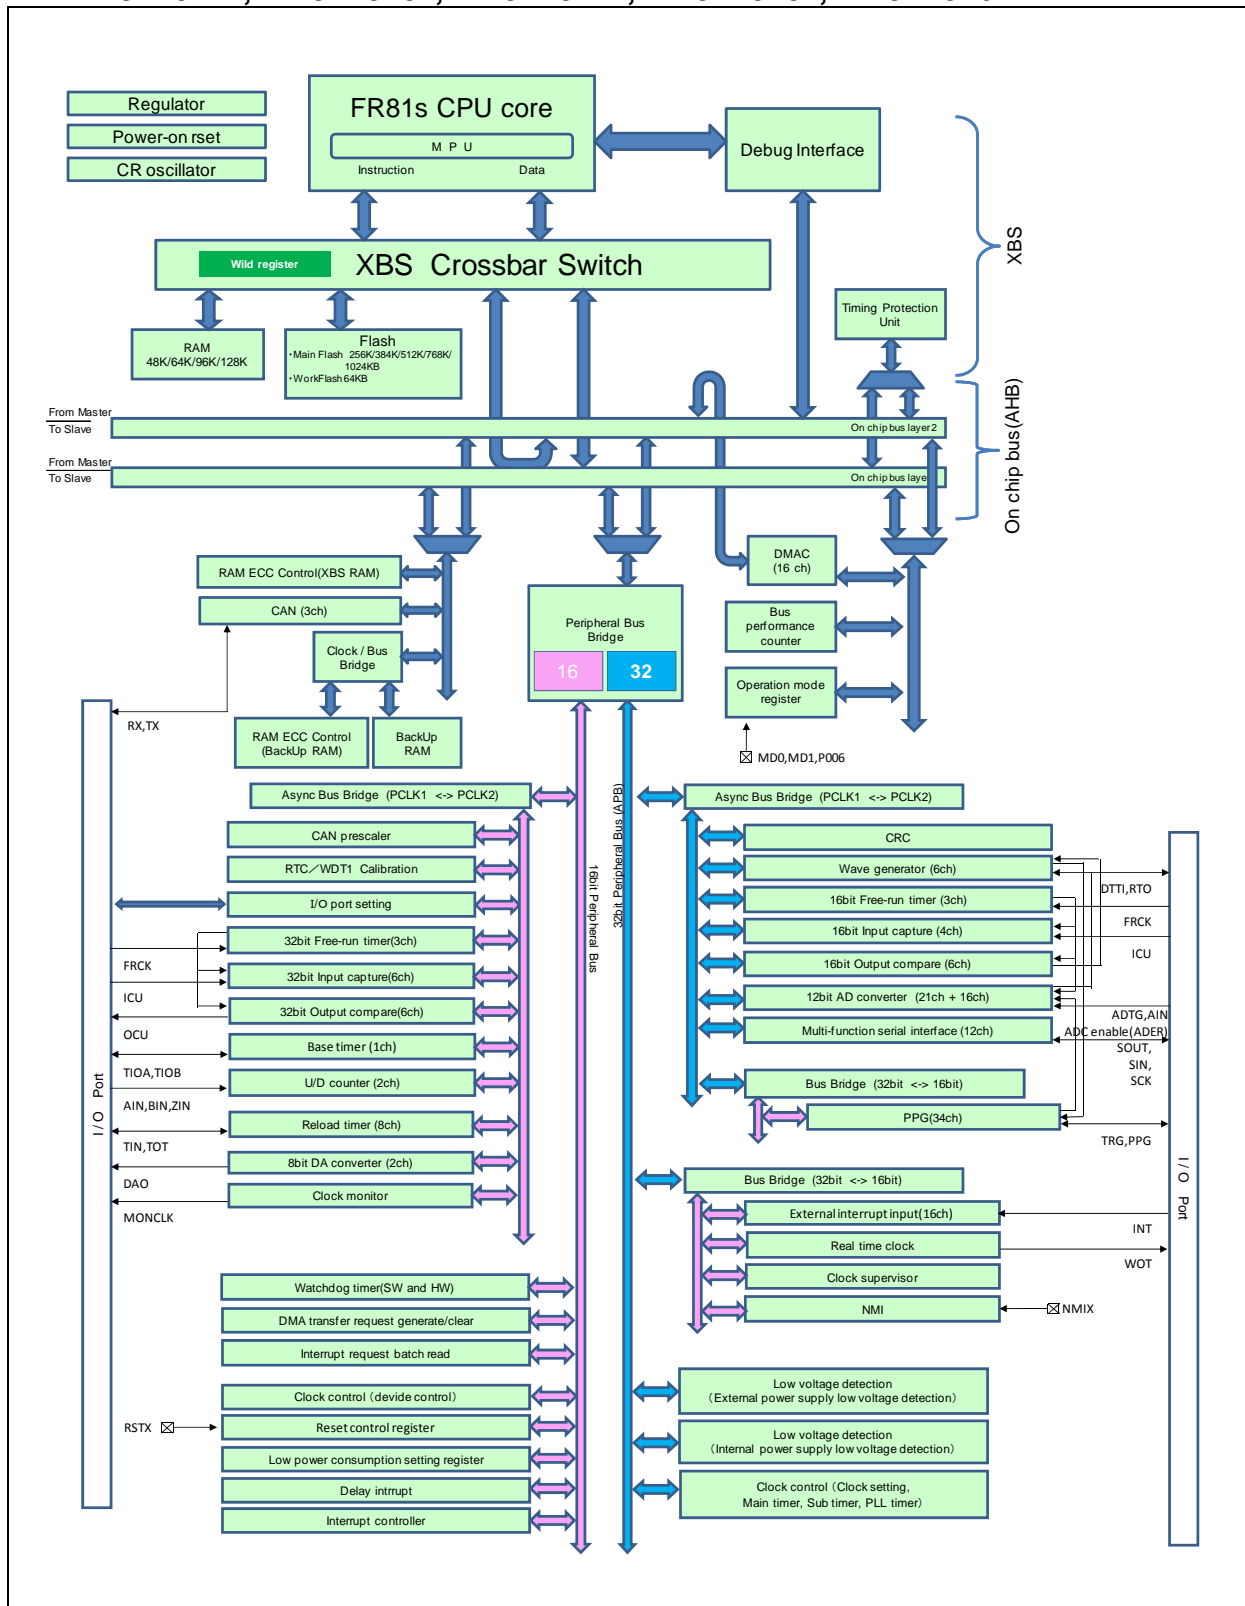 Regulator
Power-on rset
CR oscillator
FR81s CPU core
M P U
Instruction
Data
Debug Interface
XBS
Wild register
XBS Crossbar Switch
RAM
48K/64K/96K/128K
Flash
・Main Flash 256K/384K/512K/768K/
1024KB
・WorkFlash 64KB
Timing Protection
Unit
On chip bus(AHB)
From Master
To Slave
On chip bus layer 2
From Master
To Slave
On chip bus laye
RAM ECC Control(XBS RAM)
CAN (3ch)
Clock / Bus
Bridge
RAM ECC Control
(BackUp RAM)
BackUp
RAM
Peripheral Bus
Bridge
16
32
DMAC
(16 ch)
Bus
performance
counter
Operation mode
register
MD0,MD1,P006
RX,TX
I / O Port
16bit Peripheral Bus
32bit Peripheral Bus (APB)
Async Bus Bridge (PCLK1 <-> PCLK2)
CAN prescaler
RTC／WDT1 Calibration
I/O port setting
32bit Free-run timer(3ch)
FRCK
32bit Input capture(6ch)
ICU
32bit Output compare(6ch)
OCU
Base timer (1ch)
TIOA,TIOB
U/D counter (2ch)
AIN,BIN,ZIN
Reload timer (8ch)
TIN,TOT
8bit DA converter (2ch)
DAO
Clock monitor
MONCLK
Watchdog timer(SW and HW)
DMA transfer request generate/clear
Interrupt request batch read
Clock control（devide control）
RSTX
Reset control register
Low power consumption setting register
Delay intrrupt
Interrupt controller
Async Bus Bridge (PCLK1 <-> PCLK2)
CRC
Wave generator (6ch)
DTTI,RTO
16bit Free-run timer (3ch)
FRCK
16bit Input capture (4ch)
ICU
16bit Output compare (6ch)
12bit AD converter (21ch + 16ch)
ADTG,AIN
ADC enable(ADER)
Multi-function serial interface (12ch)
SOUT,
SIN,
SCK
Bus Bridge (32bit <-> 16bit)
PPG(34ch)
TRG,PPG
I / O Port
Bus Bridge (32bit <-> 16bit)
External interrupt input(16ch)
INT
Real time clock
WOT
Clock supervisor
NMI
NMIX
Low voltage detection
（External power supply low voltage detection）
Low voltage detection
（Internal power supply low voltage detection）
Clock control（Clock setting,
Main timer, Sub timer, PLL timer）